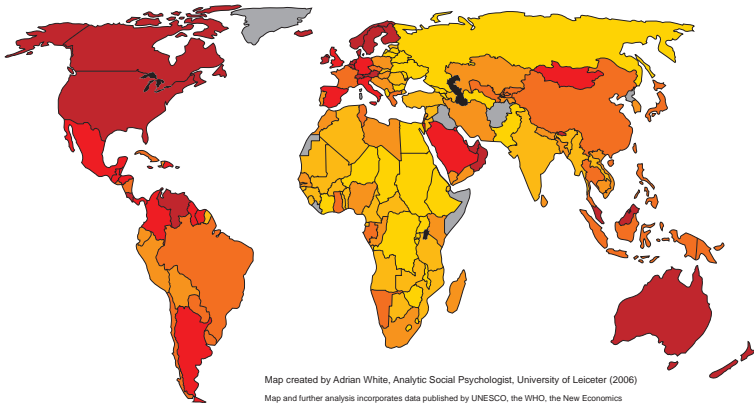 Map created by Adrian White, Analytic Social Psychologist, University of Leiceter (2006)
Map and further analysis incorporates data published by UNESCO, the WHO, the New Economics